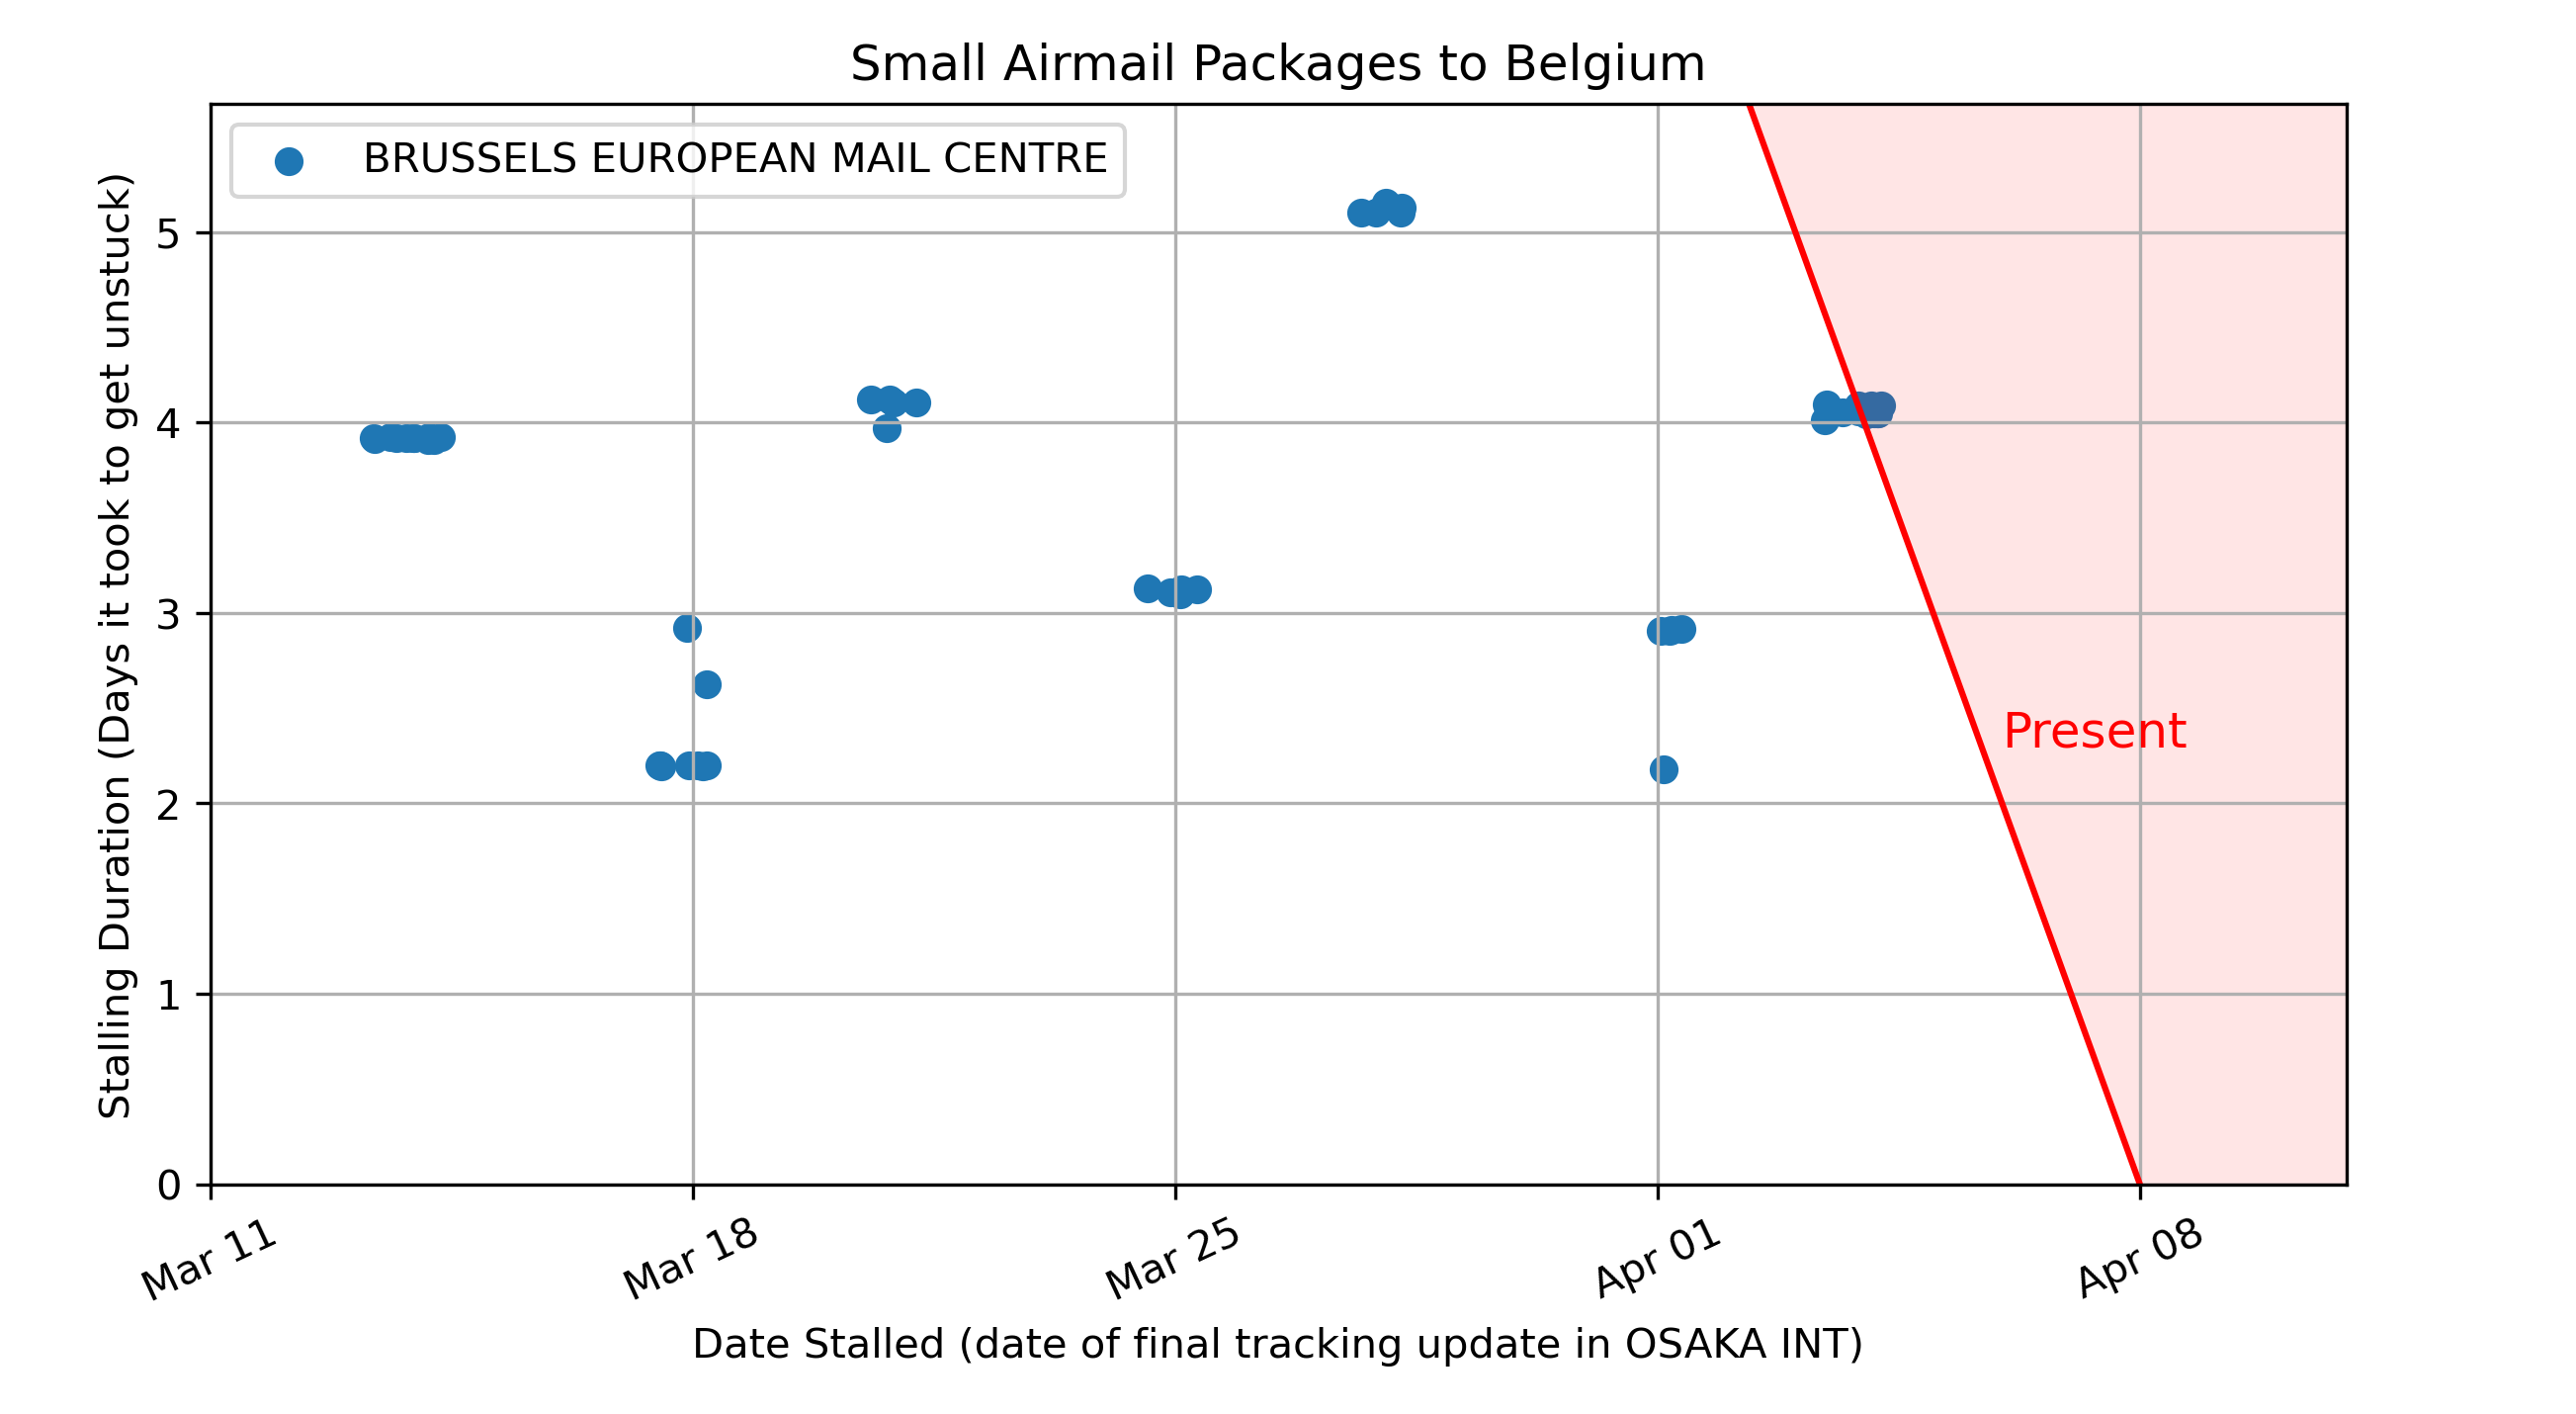 Small Airmail Packages to Belgium
BRUSSELS EUROPEAN MAIL CENTRE
Stalling Duration (Days it took to get unstuck)
5
4
3
2
1
0
Present
Mar 11
Mar 18
Mar 25
Apr 01
Apr 08
Date Stalled (date of final tracking update in OSAKA INT)